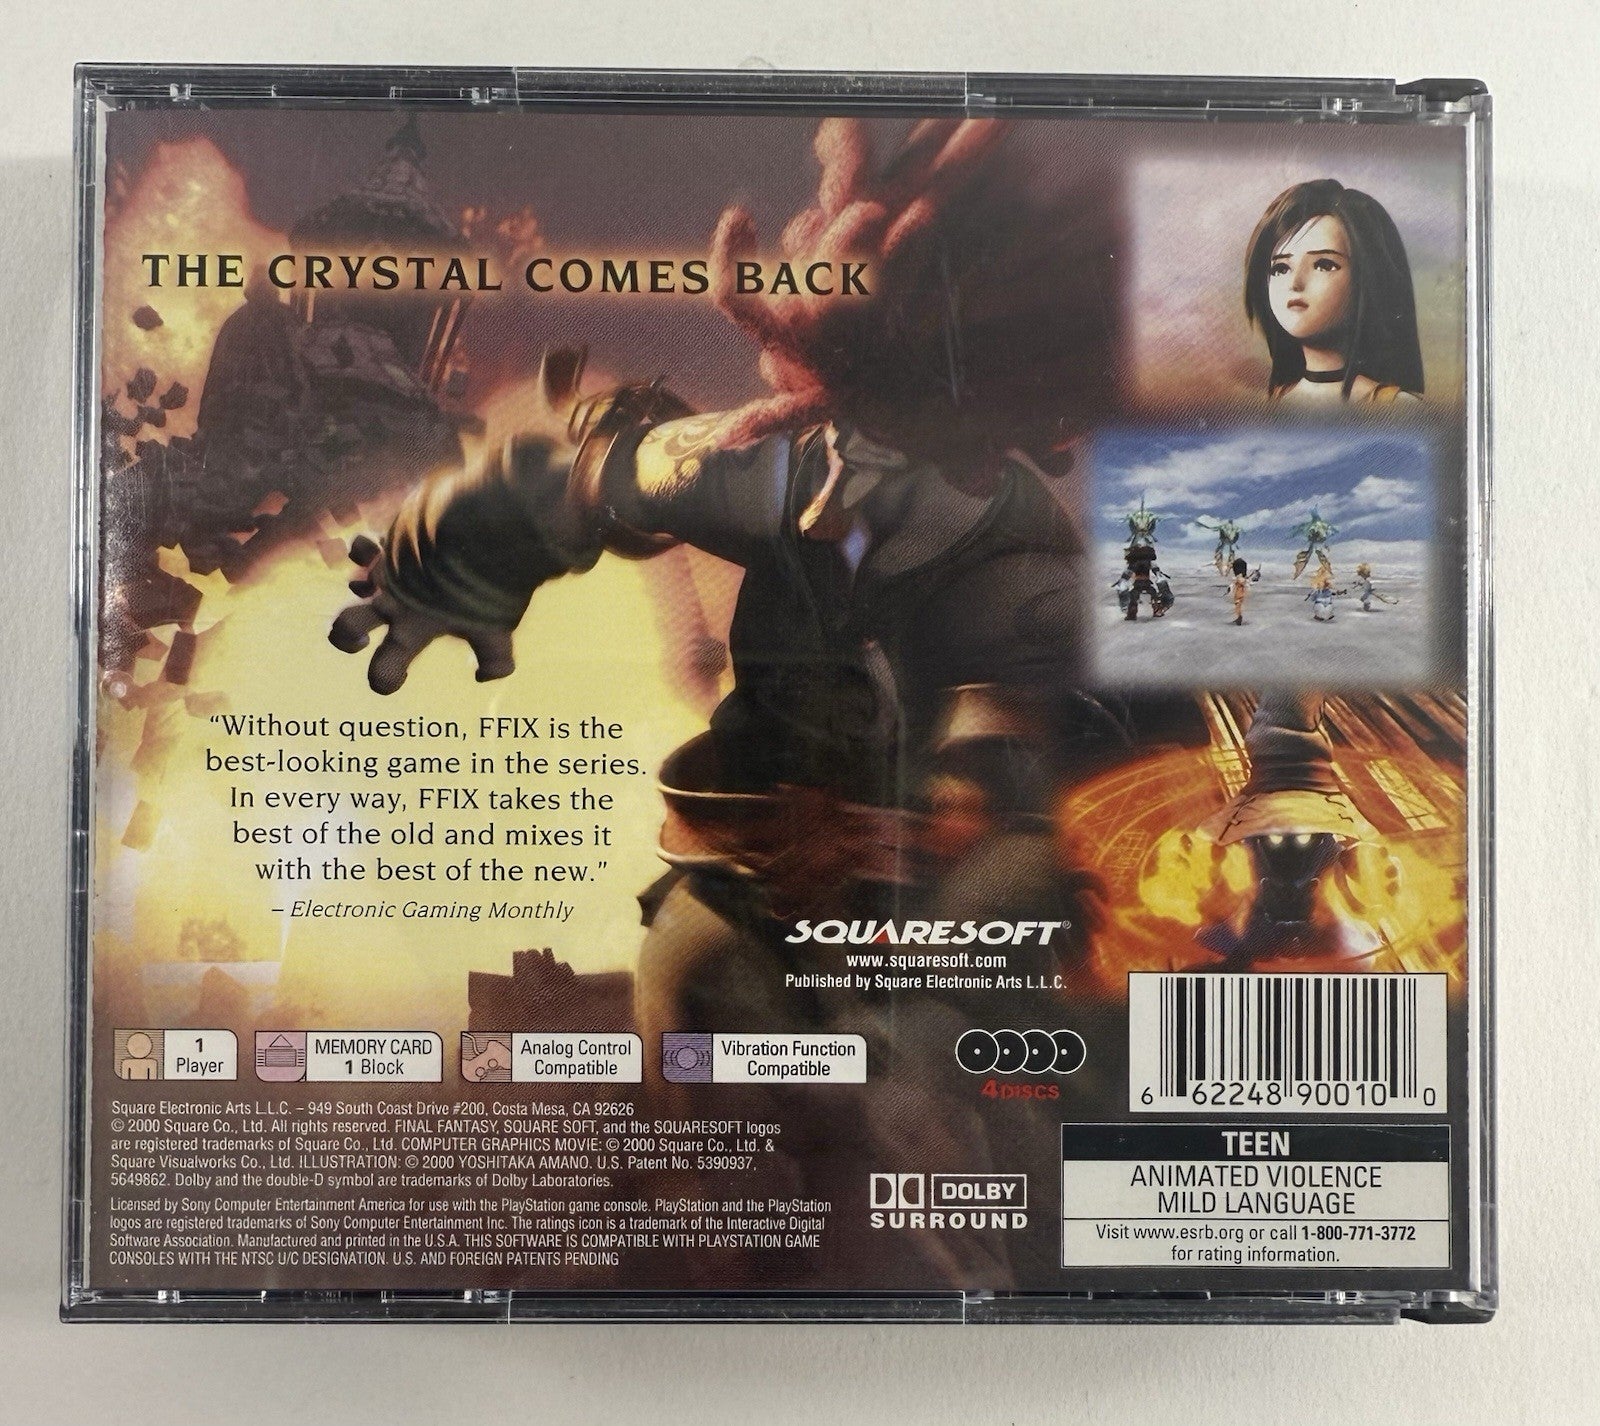 THE CRYSTAL COMES BACK
“Without question, FFIX is the
best-looking game in the series.
In every way, FFIX takes the
best of the old and mixes it
with the best of the new.”
– Electronic Gaming Monthly
SQUARESOFT®
www.squaresoft.com
Published by Square Electronic Arts L.L.C.
1
Player
MEMORY CARD
1 Block
Analog Control
Compatible
Vibration Function
Compatible
4 DISCS
6 62248 90010 0
Square Electronic Arts L.L.C. – 949 South Coast Drive #200, Costa Mesa, CA 92626
© 2000 Square Co., Ltd. All rights reserved. FINAL FANTASY, SQUARE SOFT, and the SQUARESOFT logos
are registered trademarks of Square Co., Ltd. COMPUTER GRAPHICS MOVIE: © 2000 Square Co., Ltd. &
Square Visualworks Co., Ltd. ILLUSTRATION: © 2000 YOSHITAKA AMANO. U.S. Patent No. 5390937,
5649862. Dolby and the double-D symbol are trademarks of Dolby Laboratories.
Licensed by Sony Computer Entertainment America for use with the PlayStation game console. PlayStation and the PlayStation
logos are registered trademarks of Sony Computer Entertainment Inc. The ratings icon is a trademark of the Interactive Digital
Software Association. Manufactured and printed in the U.S.A. THIS SOFTWARE IS COMPATIBLE WITH PLAYSTATION GAME
CONSOLES WITH THE NTSC U/C DESIGNATION. U.S. AND FOREIGN PATENTS PENDING
DOLBY
SURROUND
TEEN
ANIMATED VIOLENCE
MILD LANGUAGE
Visit www.esrb.org or call 1-800-771-3772
for rating information.